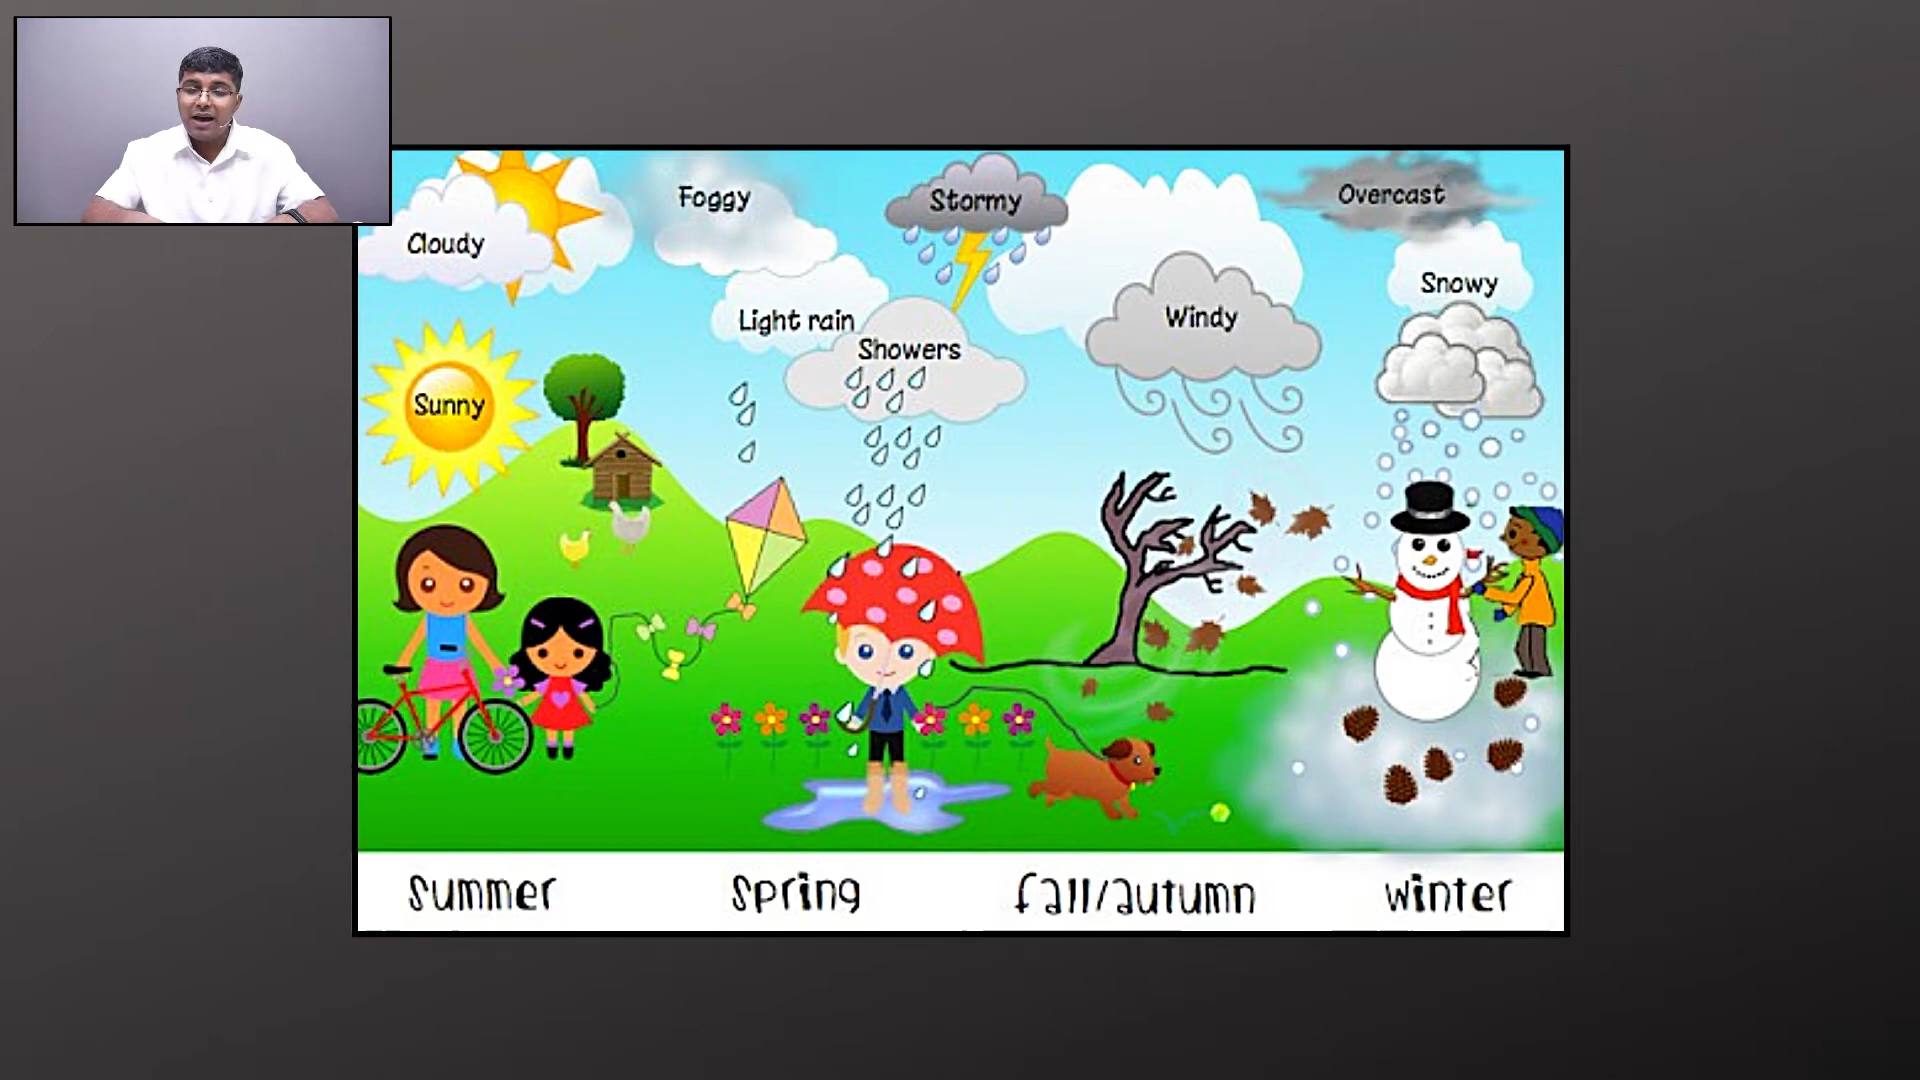 Cloudy
Foggy
Stormy
Overcast
Sunny
Light rain
Showers
Windy
Snowy
summer spring fall/autumn winter